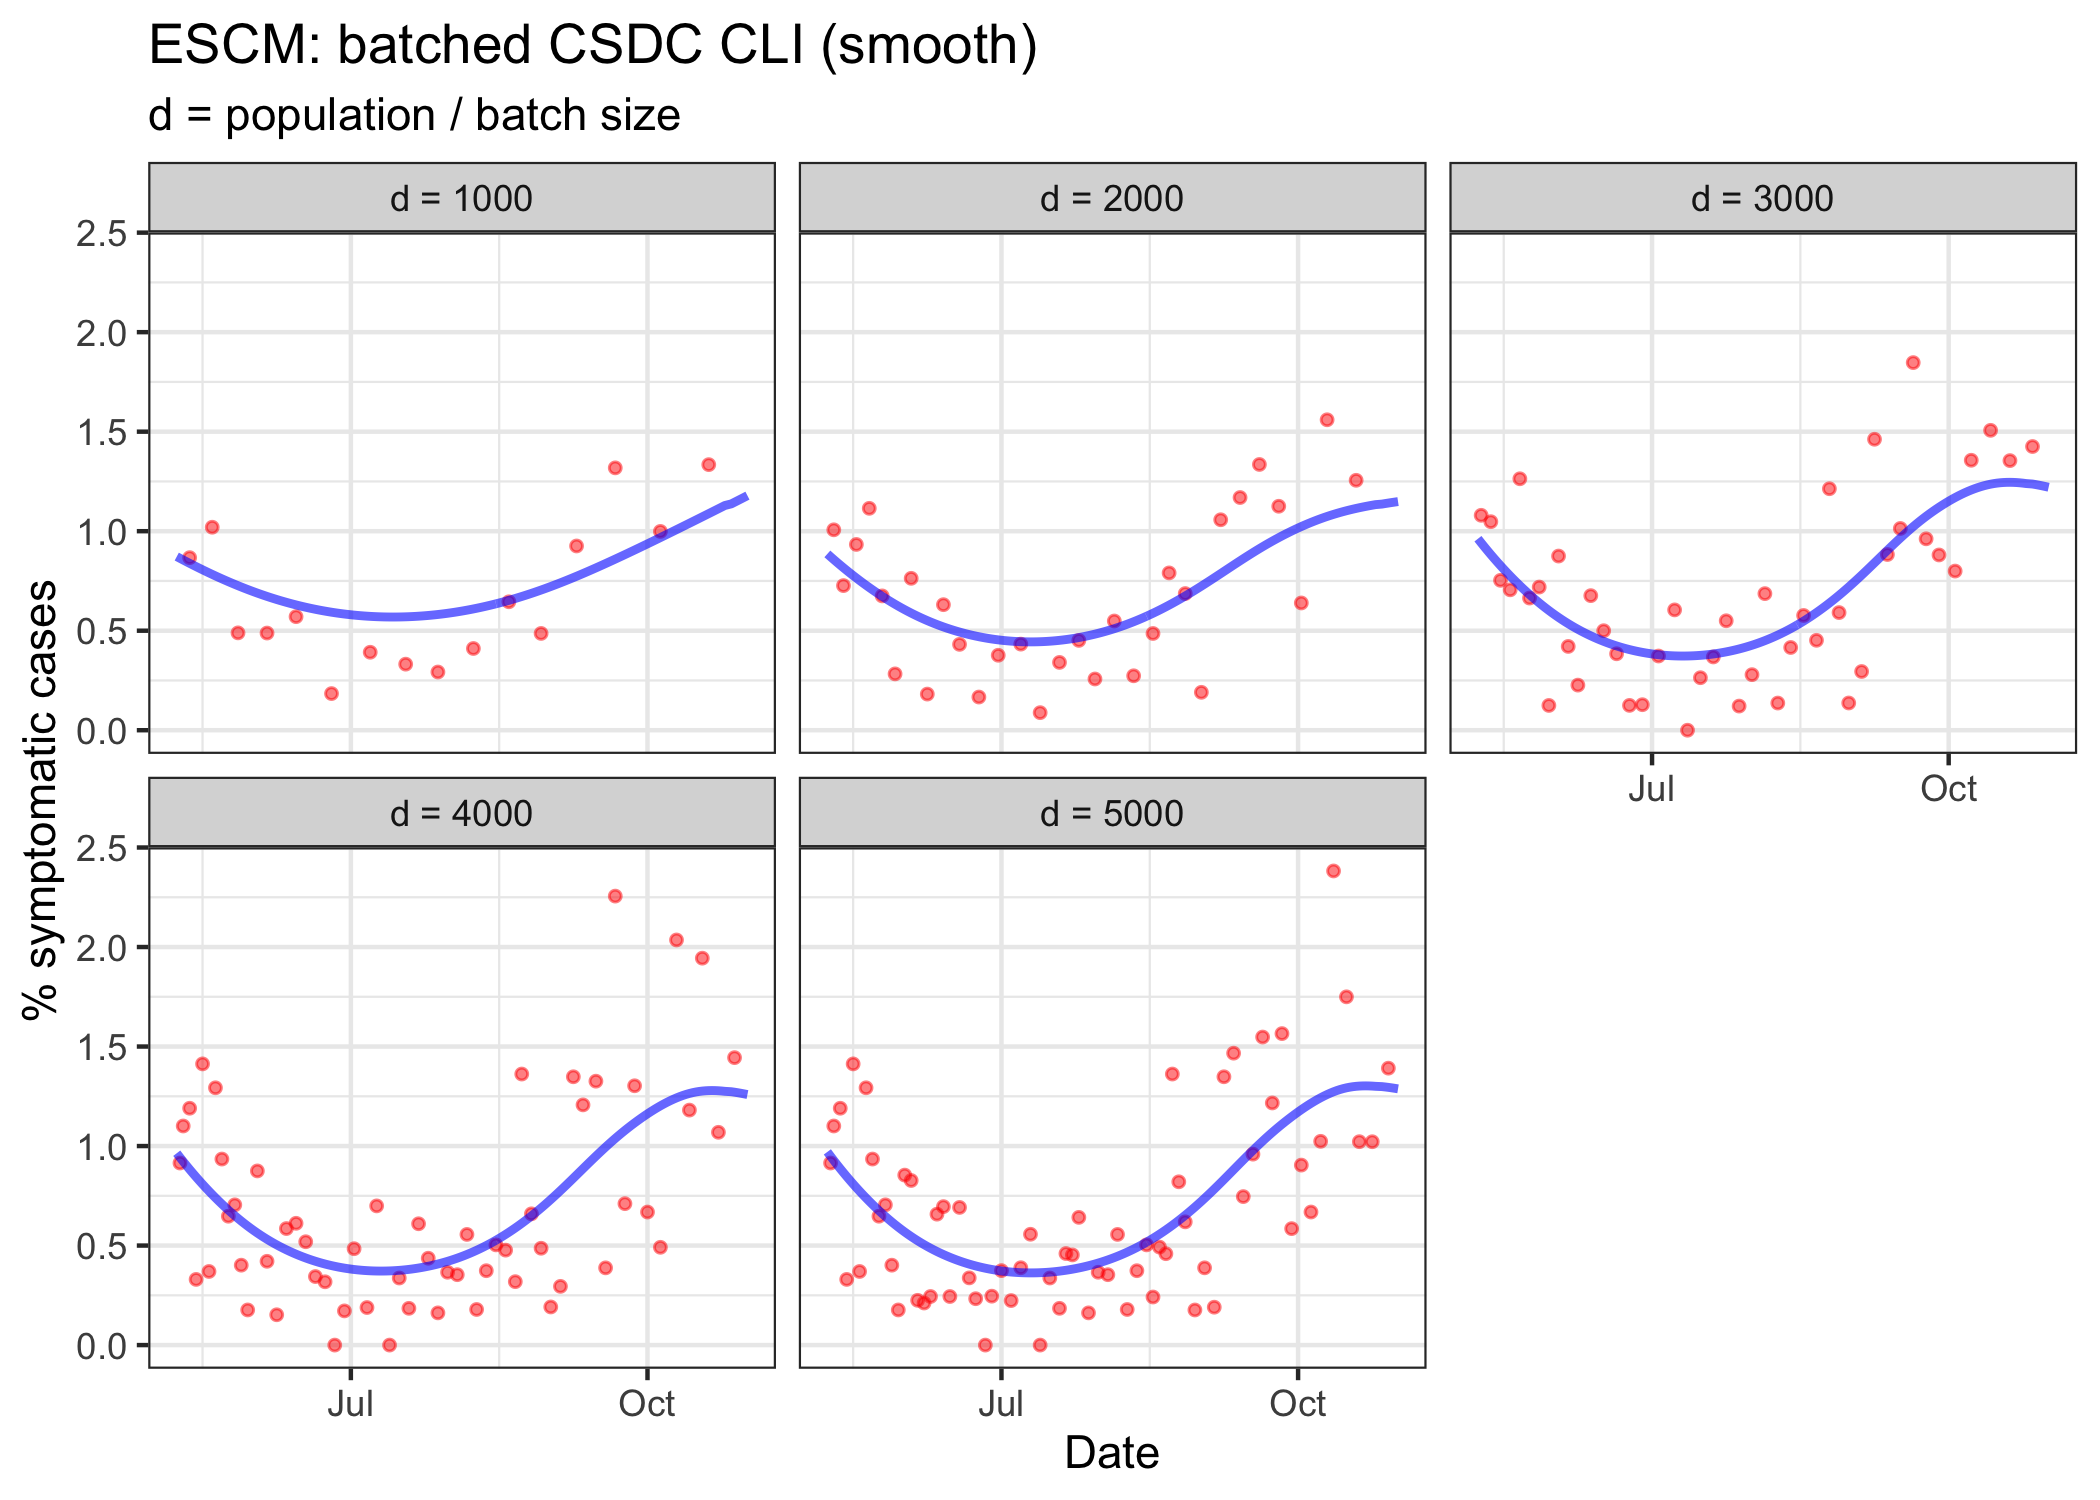 ESCM: batched CSDC CLI (smooth)
d = population / batch size
d = 1000
d = 2000
d = 3000
2.5
2.0
1.5
1.0
0.5
0.0
Jul
Oct
d = 4000
d = 5000
2.5
2.0
1.5
1.0
0.5
0.0
Jul
Oct
Jul
Oct
% symptomatic cases
Date